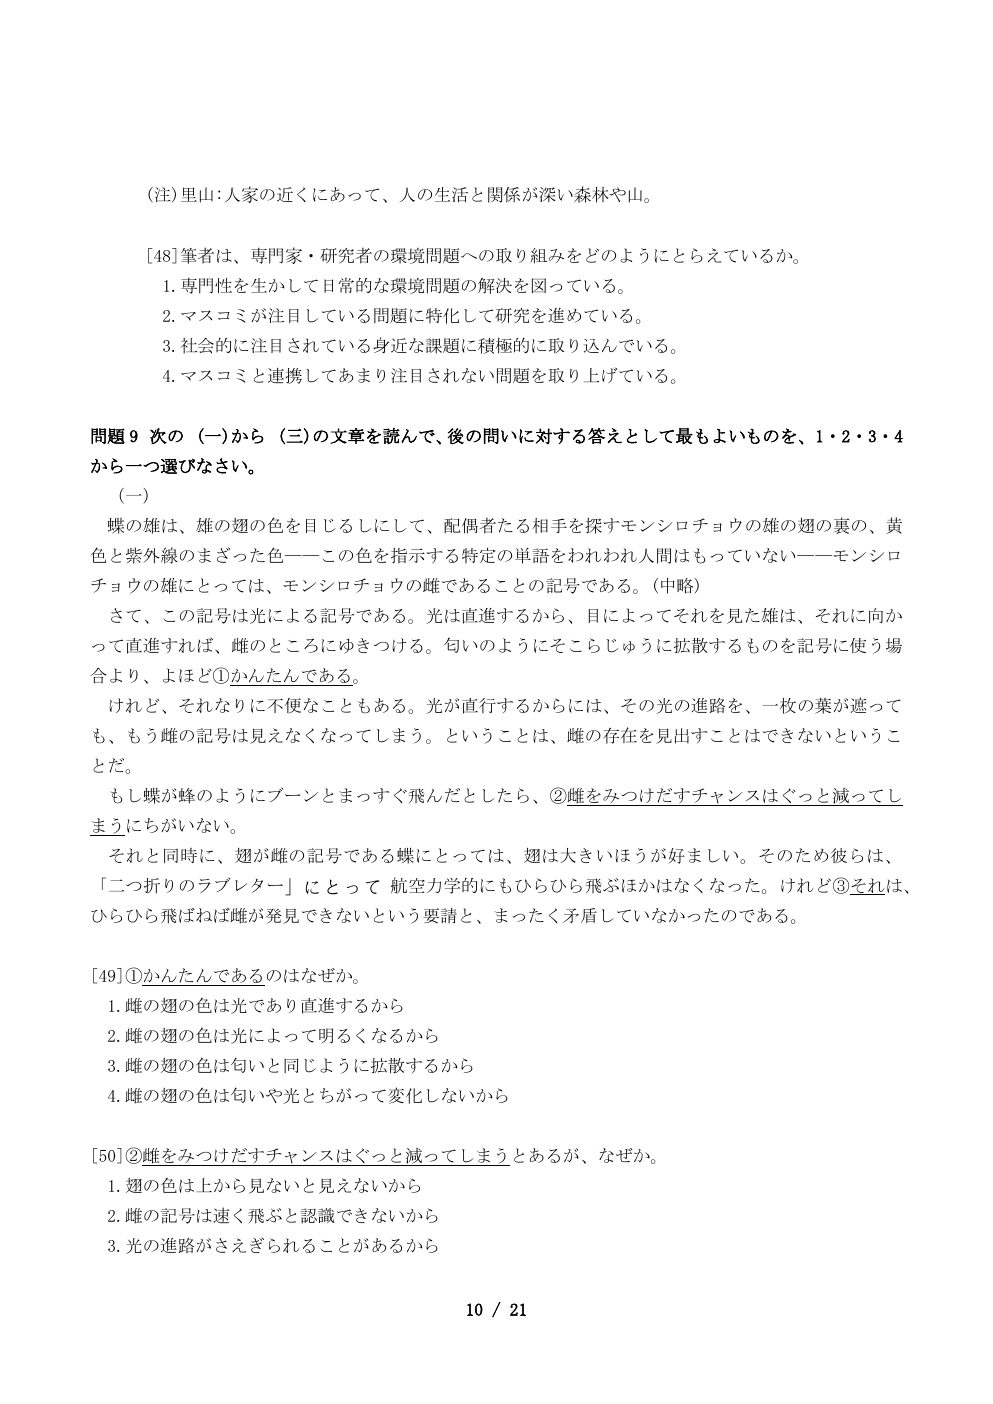 (注)里山：人家の近くにあって、人の生活と関係が深い森林や山。
[48]筆者は、専門家・研究者の環境問題への取り組みをどのようにとらえているか。
1.専門性を生かして日常的な環境問題の解決を図っている。
2.マスコミが注目している問題に特化して研究を進めている。
3.社会的に注目されている身近な課題に積極的に取り込んでいる。
4.マスコミと連携してあまり注目されない問題を取り上げている。
問題9 次の (一)から (三)の文章を読んで、後の問いに対する答えとして最もよいものを、1・2・3・4
から一つ選びなさい。
(一)
蝶の雄は、雄の翅の色を目じるしにして、配偶者たる相手を探すモンシロチョウの雄の翅の裏の、黄
色と紫外線のまざった色――この色を指示する特定の単語をわれわれ人間はもっていない――モンシロ
チョウの雄にとっては、モンシロチョウの雌であることの記号である。(中略)
さて、この記号は光による記号である。光は直進するから、目によってそれを見た雄は、それに向か
って直進すれば、雌のところにゆきつける。匂いのようにそこらじゅうに拡散するものを記号に使う場
合より、よほど①かんたんである。
けれど、それなりに不便なこともある。光が直行するからには、その光の進路を、一枚の葉が遮って
も、もう雌の記号は見えなくなってしまう。ということは、雌の存在を見出すことはできないというこ
とだ。
もし蝶が蜂のようにブーンとまっすぐ飛んだとしたら、②雌をみつけだすチャンスはぐっと減ってし
まうにちがいない。
それと同時に、翅が雌の記号である蝶にとっては、翅は大きいほうが好ましい。そのため彼らは、
「二つ折りのラブレター」にとって 航空力学的にもひらひら飛ぶほかはなくなった。けれど③それは、
ひらひら飛ばねば雌が発見できないという要請と、まったく矛盾していなかったのである。
[49]①かんたんであるのはなぜか。
1.雌の翅の色は光であり直進するから
2.雌の翅の色は光によって明るくなるから
3.雌の翅の色は匂いと同じように拡散するから
4.雌の翅の色は匂いや光とちがって変化しないから
[50]②雌をみつけだすチャンスはぐっと減ってしまうとあるが、なぜか。
1.翅の色は上から見ないと見えないから
2.雌の記号は速く飛ぶと認識できないから
3.光の進路がさえぎられることがあるから
10 / 21